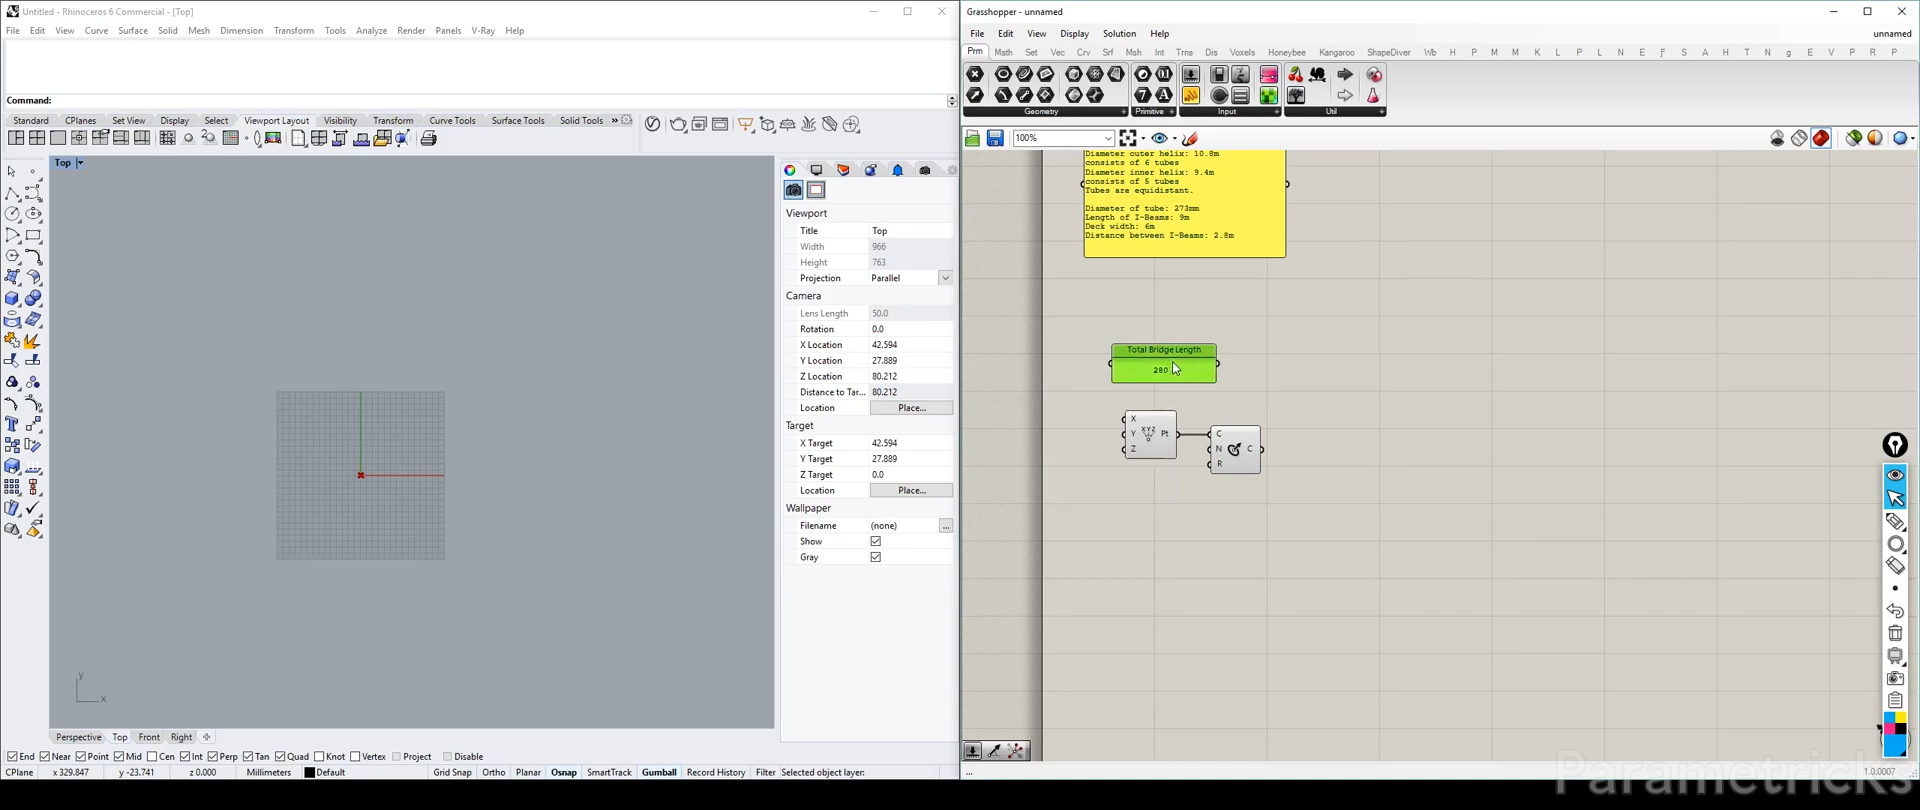 Untitled - Rhinoceros 6 Commercial - [Top]
File Edit View Curve Surface Solid Mesh Dimension Transform Tools Analyze Render Panels V-Ray Help
Command:
Standard CPlanes Set View Display Select Viewport Layout Visibility Transform Curve Tools Surface Tools Solid Tools »
Top
Viewport
Title Top
Width 966
Height 763
Projection Parallel
Camera
Lens Length 50.0
Rotation 0.0
X Location 42.594
Y Location 27.889
Z Location 80.212
Distance to Tar... 80.212
Location Place...
Target
X Target 42.594
Y Target 27.889
Z Target 0.0
Location Place...
Wallpaper
Filename (none) ...
Show
Gray
y
x
Perspective Top Front Right
End Near Point Mid Cen Int Perp Tan Quad Knot Vertex Project Disable
CPlane x 329.847 y -23.741 z 0.000 Millimeters Default Grid Snap Ortho Planar Osnap SmartTrack Gumball Record History Filter Selected object layer:
Grasshopper - unnamed
File Edit View Display Solution Help unnamed
Prm Math Set Vec Crv Srf Msh Int Trns Dis Voxels Honeybee Kangaroo ShapeDiver Wb H P M M K L P L N E F S A H T N g E V P R P
Geometry Primitive Input Util
100%
Diameter outer helix: 10.8m
consists of 6 tubes
Diameter inner helix: 9.4m
consists of 5 tubes
Tubes are equidistant.
Diameter of tube: 273mm
Length of I-Beams: 9m
Deck width: 6m
Distance between I-Beams: 2.8m
Total Bridge Length
280
X
Y XYZ Pt
Z
C
N C
R
...
1.0.0007
Parametricks